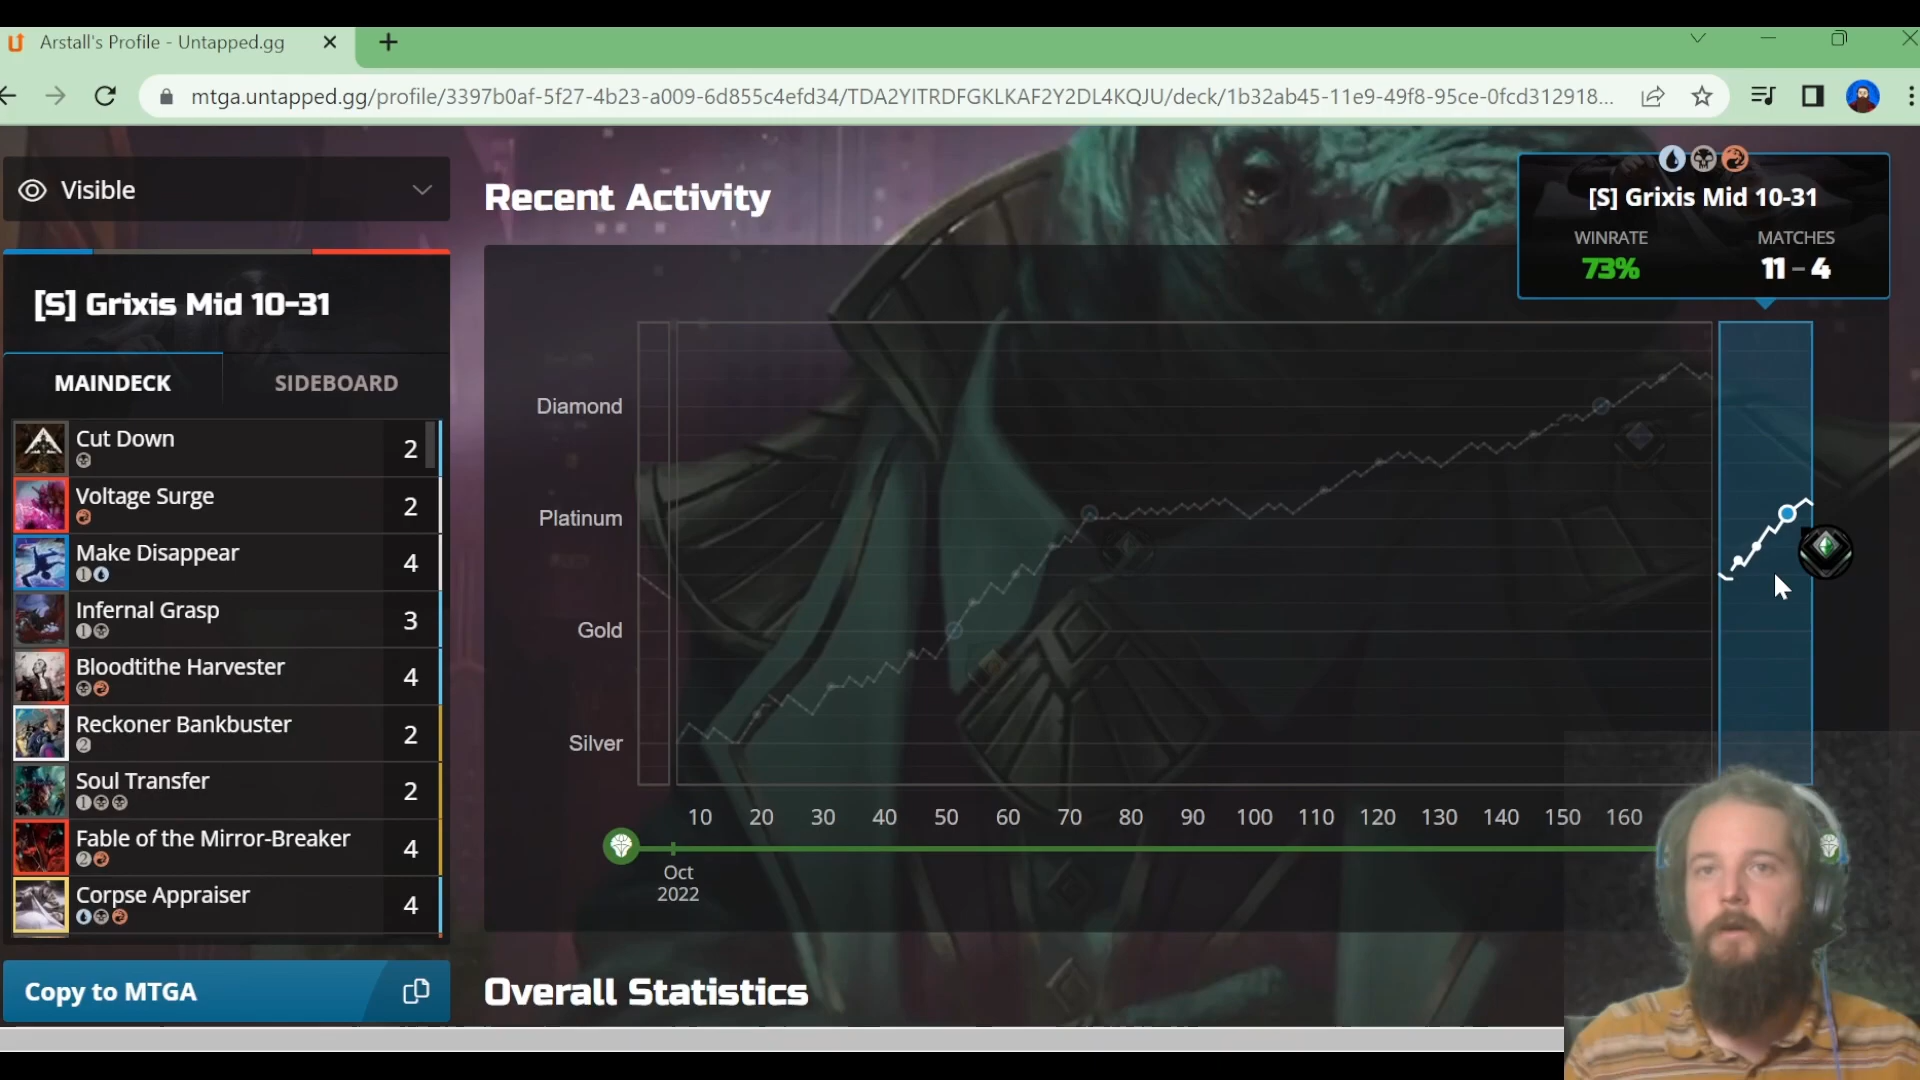 Arstall's Profile - Untapped.gg
mtga.untapped.gg/profile/3397b0af-5f27-4b23-a009-6d855c4efd34/TDA2YITRDFGKLKAF2Y2DL4KQJU/deck/1b32ab45-11e9-49f8-95ce-0fcd312918...
Visible
[S] Grixis Mid 10-31
MAINDECK
SIDEBOARD
Cut Down
2
Voltage Surge
2
Make Disappear
1
4
Infernal Grasp
1
3
Bloodtithe Harvester
4
Reckoner Bankbuster
2
2
Soul Transfer
1
2
Fable of the Mirror-Breaker
2
4
Corpse Appraiser
4
Copy to MTGA
Recent Activity
[S] Grixis Mid 10-31
WINRATE
MATCHES
73%
11 – 4
Diamond
Platinum
Gold
Silver
10 20 30 40 50 60 70 80 90 100 110 120 130 140 150 160
Oct
2022
Overall Statistics